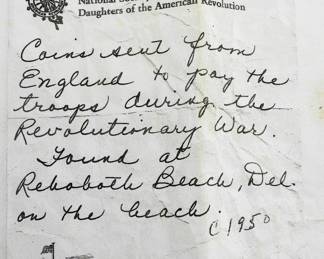 National Society
Daughters of the American Revolution
Coins sent from
England to pay the
troops during the
Revolutionary War.
Found at
Rehoboth Beach, Del.
on the beach.
C 1950